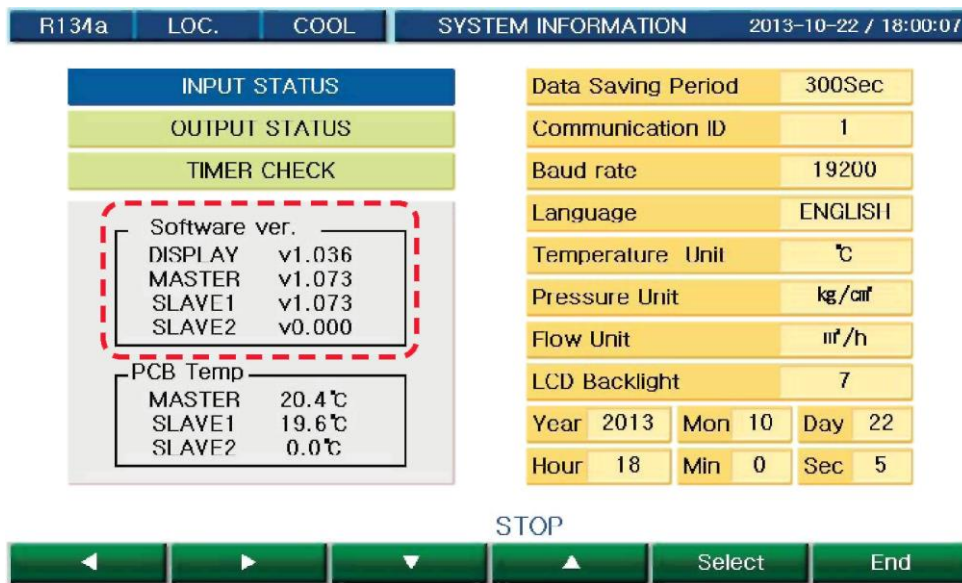 R134a LOC. COOL SYSTEM INFORMATION 2013-10-22 / 18:00:07
INPUT STATUS
OUTPUT STATUS
TIMER CHECK
Software ver.
DISPLAY v1.036
MASTER v1.073
SLAVE1 v1.073
SLAVE2 v0.000
PCB Temp
MASTER 20.4℃
SLAVE1 19.6℃
SLAVE2 0.0℃
Data Saving Period 300Sec
Communication ID 1
Baud rate 19200
Language ENGLISH
Temperature Unit ℃
Pressure Unit kg/㎠
Flow Unit ㎥/h
LCD Backlight 7
Year 2013 Mon 10 Day 22
Hour 18 Min 0 Sec 5
STOP
◀ ▶ ▼ ▲ Select End